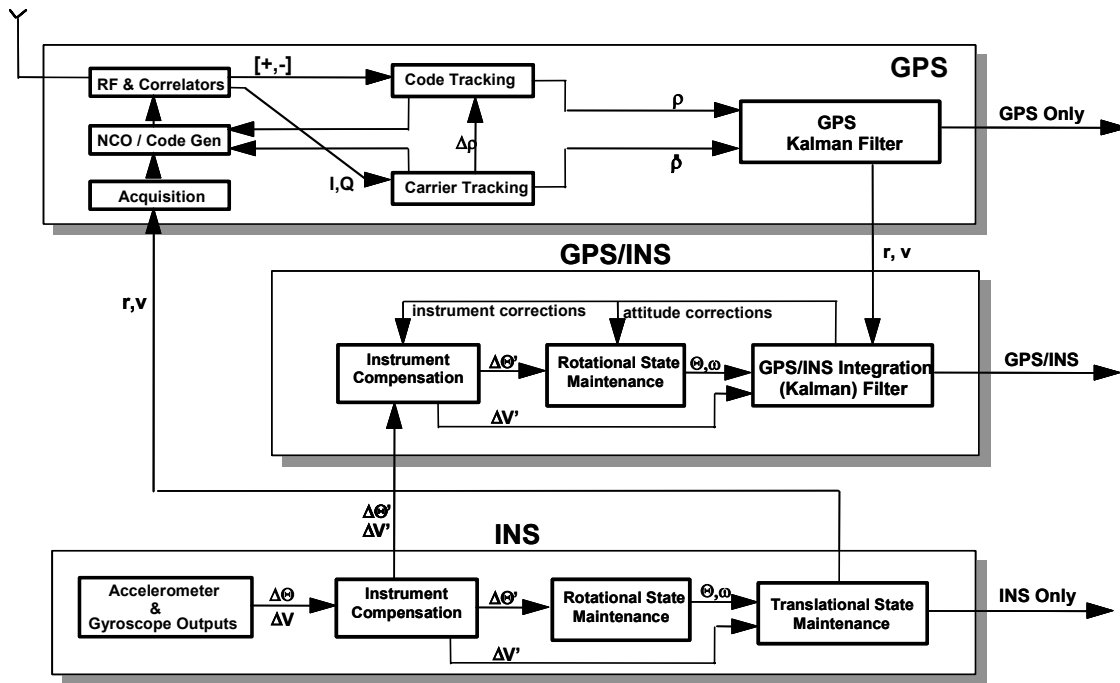 GPS
[+,-]
RF & Correlators
Code Tracking
ρ
GPS
Kalman Filter
GPS Only
NCO / Code Gen
Δρ
ρ̇
I,Q
Carrier Tracking
Acquisition
r, v
GPS/INS
r,v
instrument corrections
attitude corrections
Instrument
Compensation
ΔΘ'
Rotational State
Maintenance
Θ,ω
GPS/INS Integration
(Kalman) Filter
GPS/INS
ΔV'
ΔΘ'
ΔV'
INS
Accelerometer
&
Gyroscope Outputs
ΔΘ
ΔV
Instrument
Compensation
ΔΘ'
Rotational State
Maintenance
Θ,ω
Translational State
Maintenance
INS Only
ΔV'